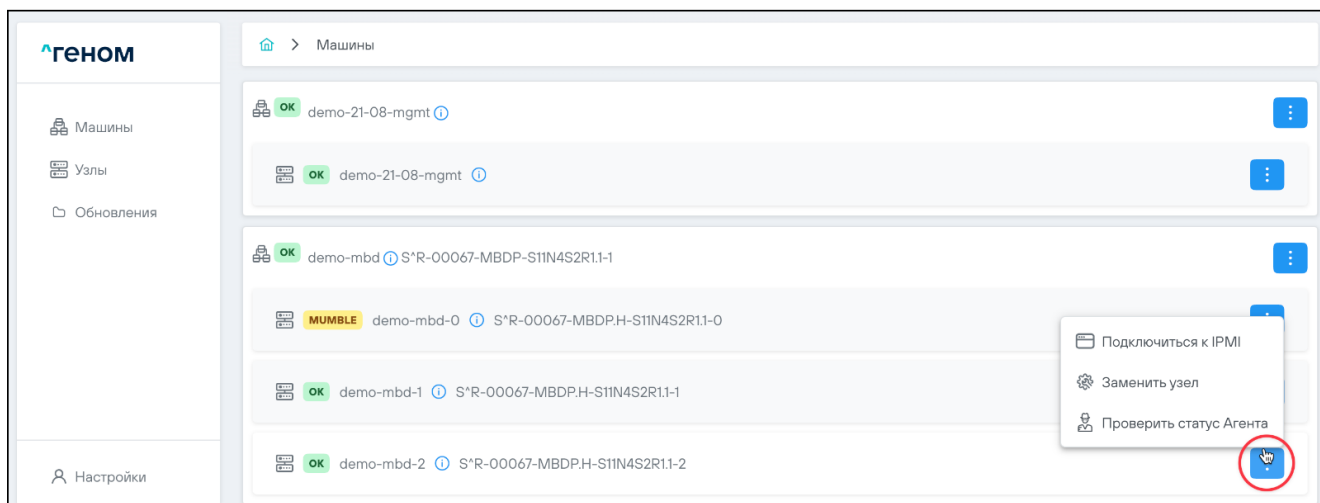 ^геном
Машины
Машины
Узлы
Обновления
Настройки
OK demo-21-08-mgmt
OK demo-21-08-mgmt
OK demo-mbd S^R-00067-MBDP-S11N4S2R1.1-1
MUMBLE demo-mbd-0 S^R-00067-MBDP.H-S11N4S2R1.1-0
OK demo-mbd-1 S^R-00067-MBDP.H-S11N4S2R1.1-1
OK demo-mbd-2 S^R-00067-MBDP.H-S11N4S2R1.1-2
Подключиться к IPMI
Заменить узел
Проверить статус Агента